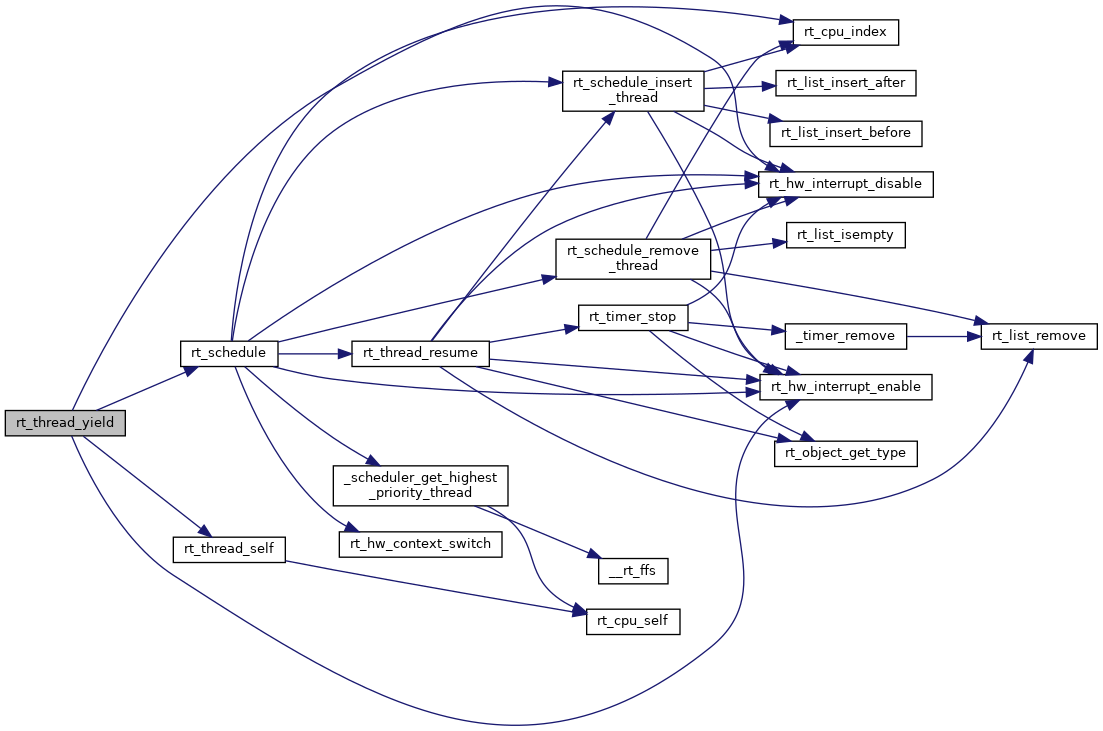 rt_cpu_index
rt_schedule_insert
_thread
rt_list_insert_after
rt_list_insert_before
rt_hw_interrupt_disable
rt_list_isempty
rt_schedule_remove
_thread
rt_timer_stop
_timer_remove
rt_list_remove
rt_schedule
rt_thread_resume
rt_hw_interrupt_enable
rt_thread_yield
rt_object_get_type
_scheduler_get_highest
_priority_thread
rt_thread_self
rt_hw_context_switch
__rt_ffs
rt_cpu_self